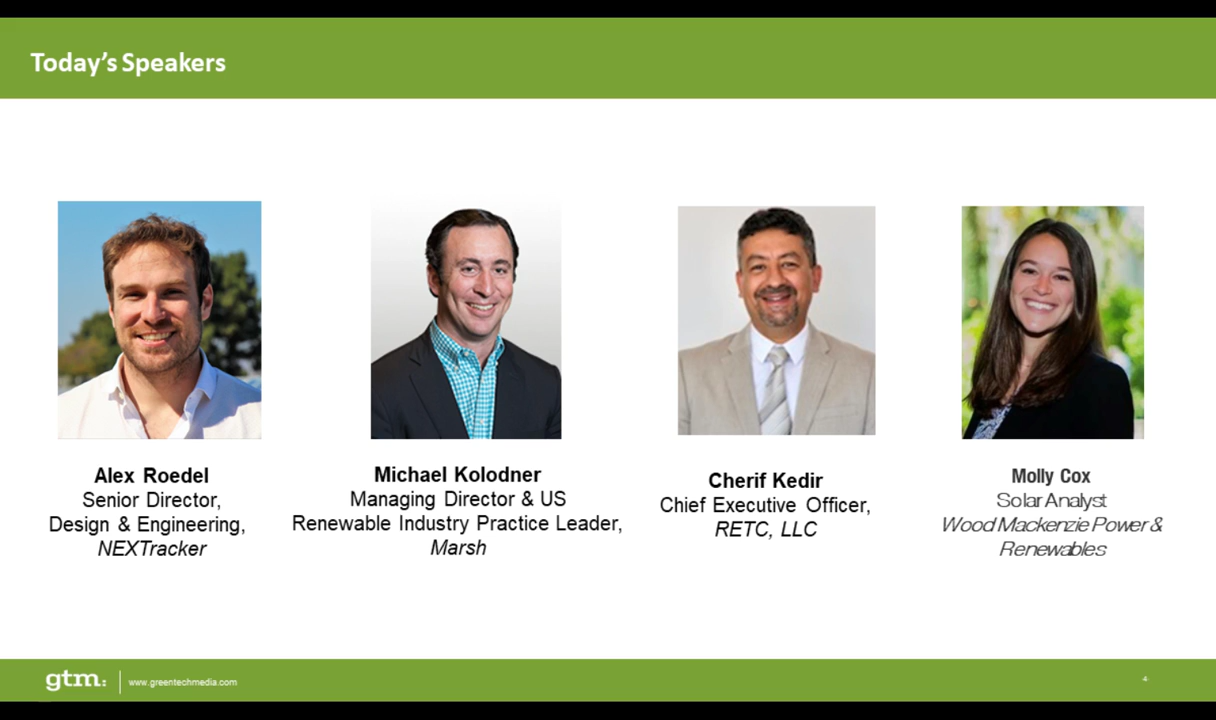 Today's Speakers
Alex Roedel
Senior Director,
Design & Engineering,
NEXTracker
Michael Kolodner
Managing Director & US
Renewable Industry Practice Leader,
Marsh
Cherif Kedir
Chief Executive Officer,
RETC, LLC
Molly Cox
Solar Analyst
Wood Mackenzie Power &
Renewables
gtm:
www.greentechmedia.com
-4-